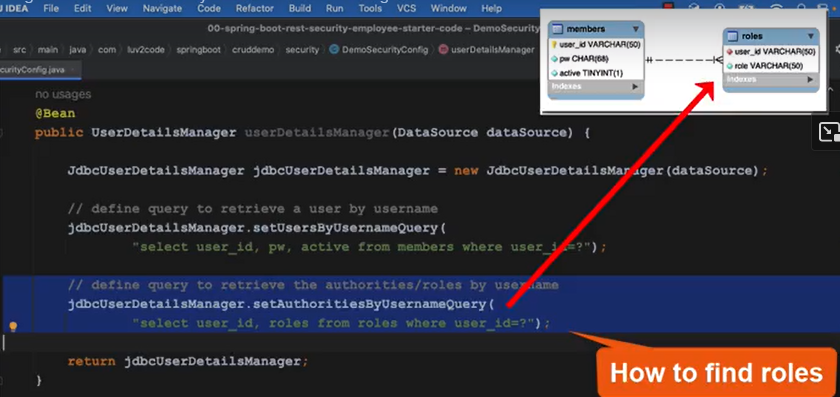 IDEA File Edit View Navigate Code Refactor Build Run Tools VCS Window Help
00-spring-boot-rest-security-employee-starter-code – DemoSecurity
src main java com luv2code springboot cruddemo security DemoSecurityConfig userDetailsManager
curityConfig.java
no usages
@Bean
public UserDetailsManager userDetailsManager(DataSource dataSource) {
JdbcUserDetailsManager jdbcUserDetailsManager = new JdbcUserDetailsManager(dataSource);
// define query to retrieve a user by username
jdbcUserDetailsManager.setUsersByUsernameQuery(
"select user_id, pw, active from members where user_id=?");
// define query to retrieve the authorities/roles by username
jdbcUserDetailsManager.setAuthoritiesByUsernameQuery(
"select user_id, roles from roles where user_id=?");
return jdbcUserDetailsManager;
}
members
user_id VARCHAR(50)
pw CHAR(68)
active TINYINT(1)
Indexes
roles
user_id VARCHAR(50)
role VARCHAR(50)
Indexes
How to find roles